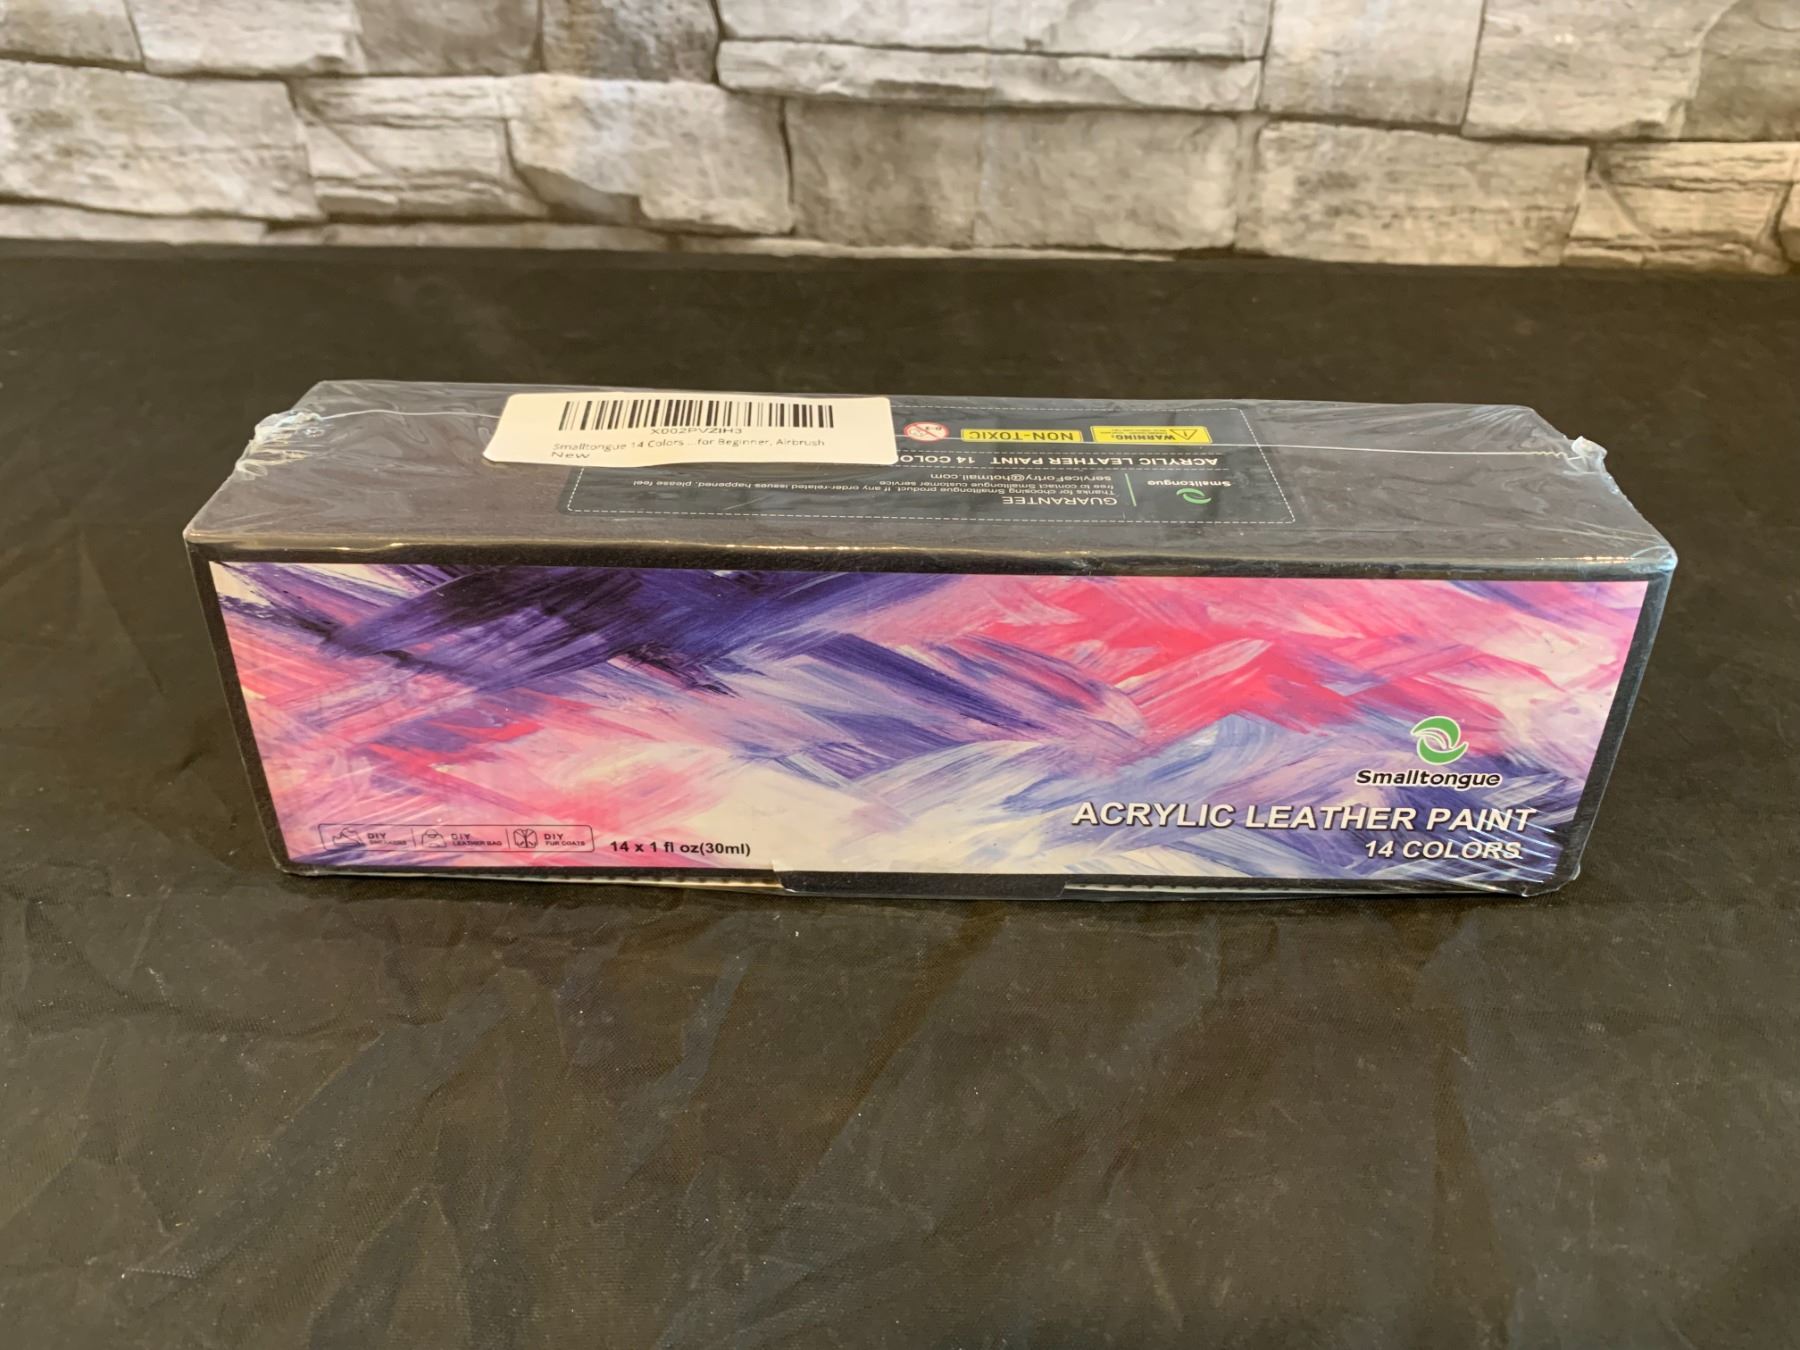 X002PVZIH3
Smalltongue 14 Colors ... for Beginner, Airbrush
New
NON-TOXIC
WARNING:
ACRYLIC LEATHER PAINT 14 COLO
Smalltongue
GUARANTEE
Thanks for choosing Smalltongue product. If any order-related issues happened, please feel
free to contact Smalltongue customer service
serviceFortry@hotmail.com
Smalltongue
ACRYLIC LEATHER PAINT
14 COLORS
DIY
DIY
LEATHER BAG
DIY
FUR COATS
14 x 1 fl oz(30ml)